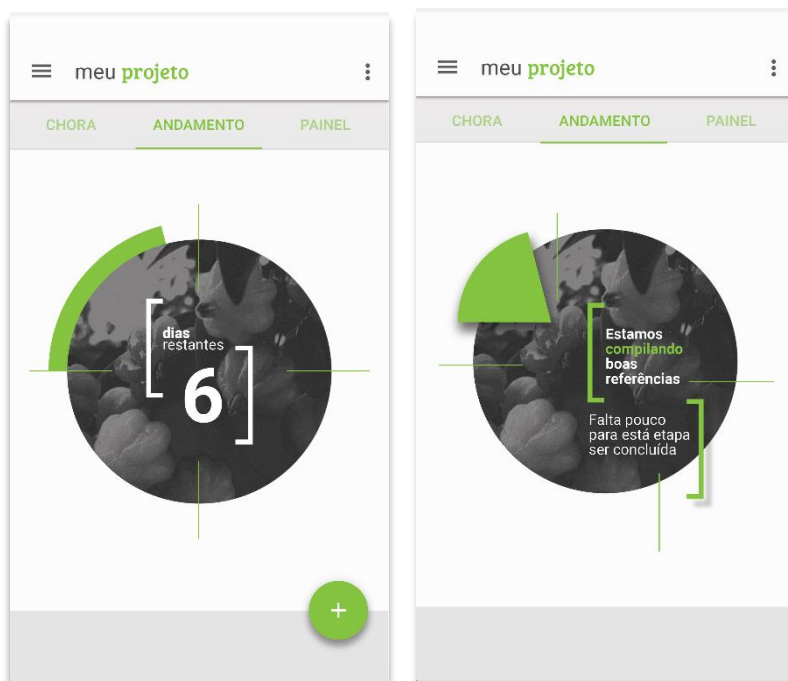 meu projeto
CHORA ANDAMENTO PAINEL
dias
restantes
6
+
meu projeto
CHORA ANDAMENTO PAINEL
Estamos
compilando
boas
referências
Falta pouco
para está etapa
ser concluída